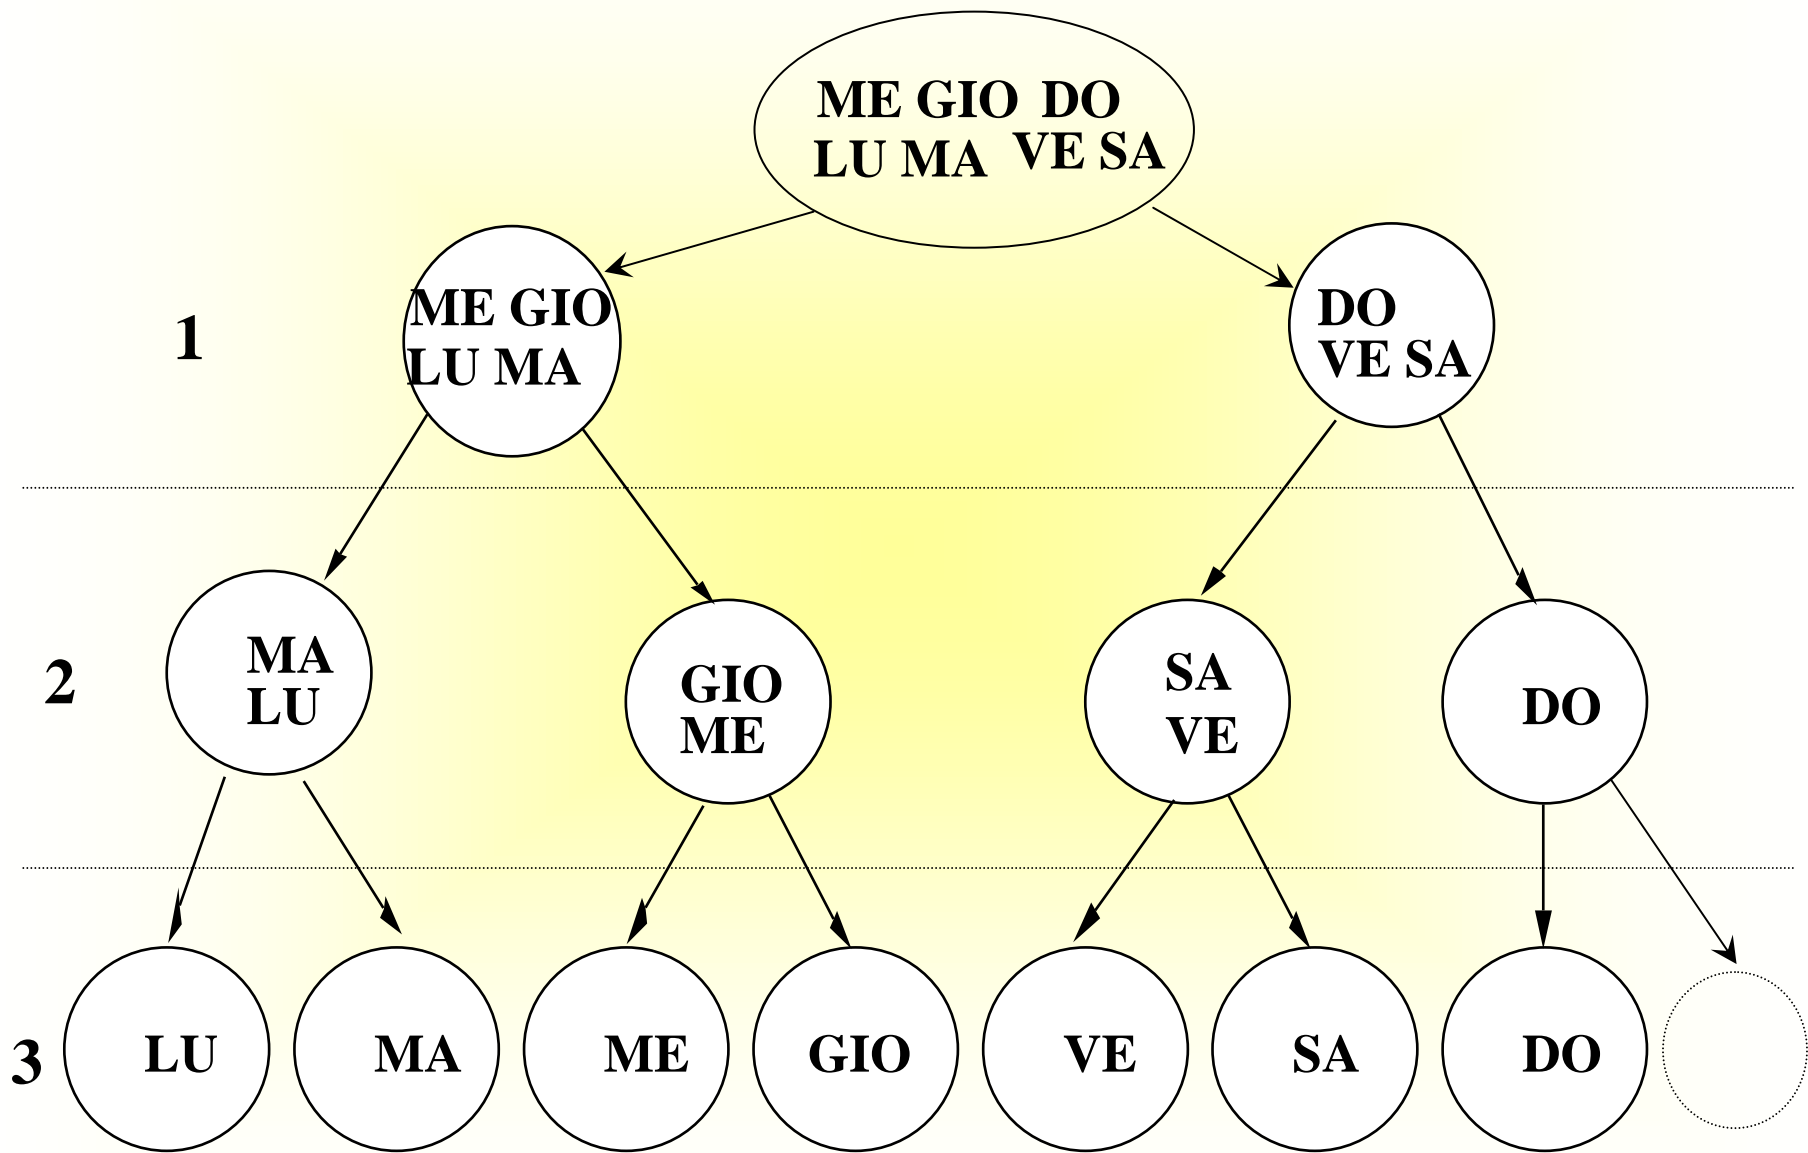 ME GIO DO
LU MA VE SA
1
ME GIO
LU MA
DO
VE SA
2
MA
LU
GIO
ME
SA
VE
DO
3
LU
MA
ME
GIO
VE
SA
DO